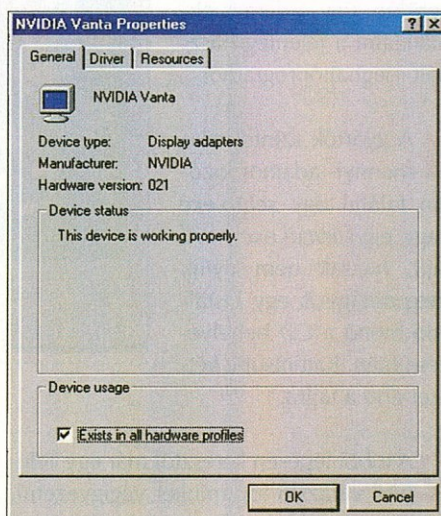 NVIDIA Vanta Properties
General Driver Resources
NVIDIA Vanta
Device type: Display adapters
Manufacturer: NVIDIA
Hardware version: 021
Device status
This device is working properly.
Device usage
Exists in all hardware profiles
OK Cancel